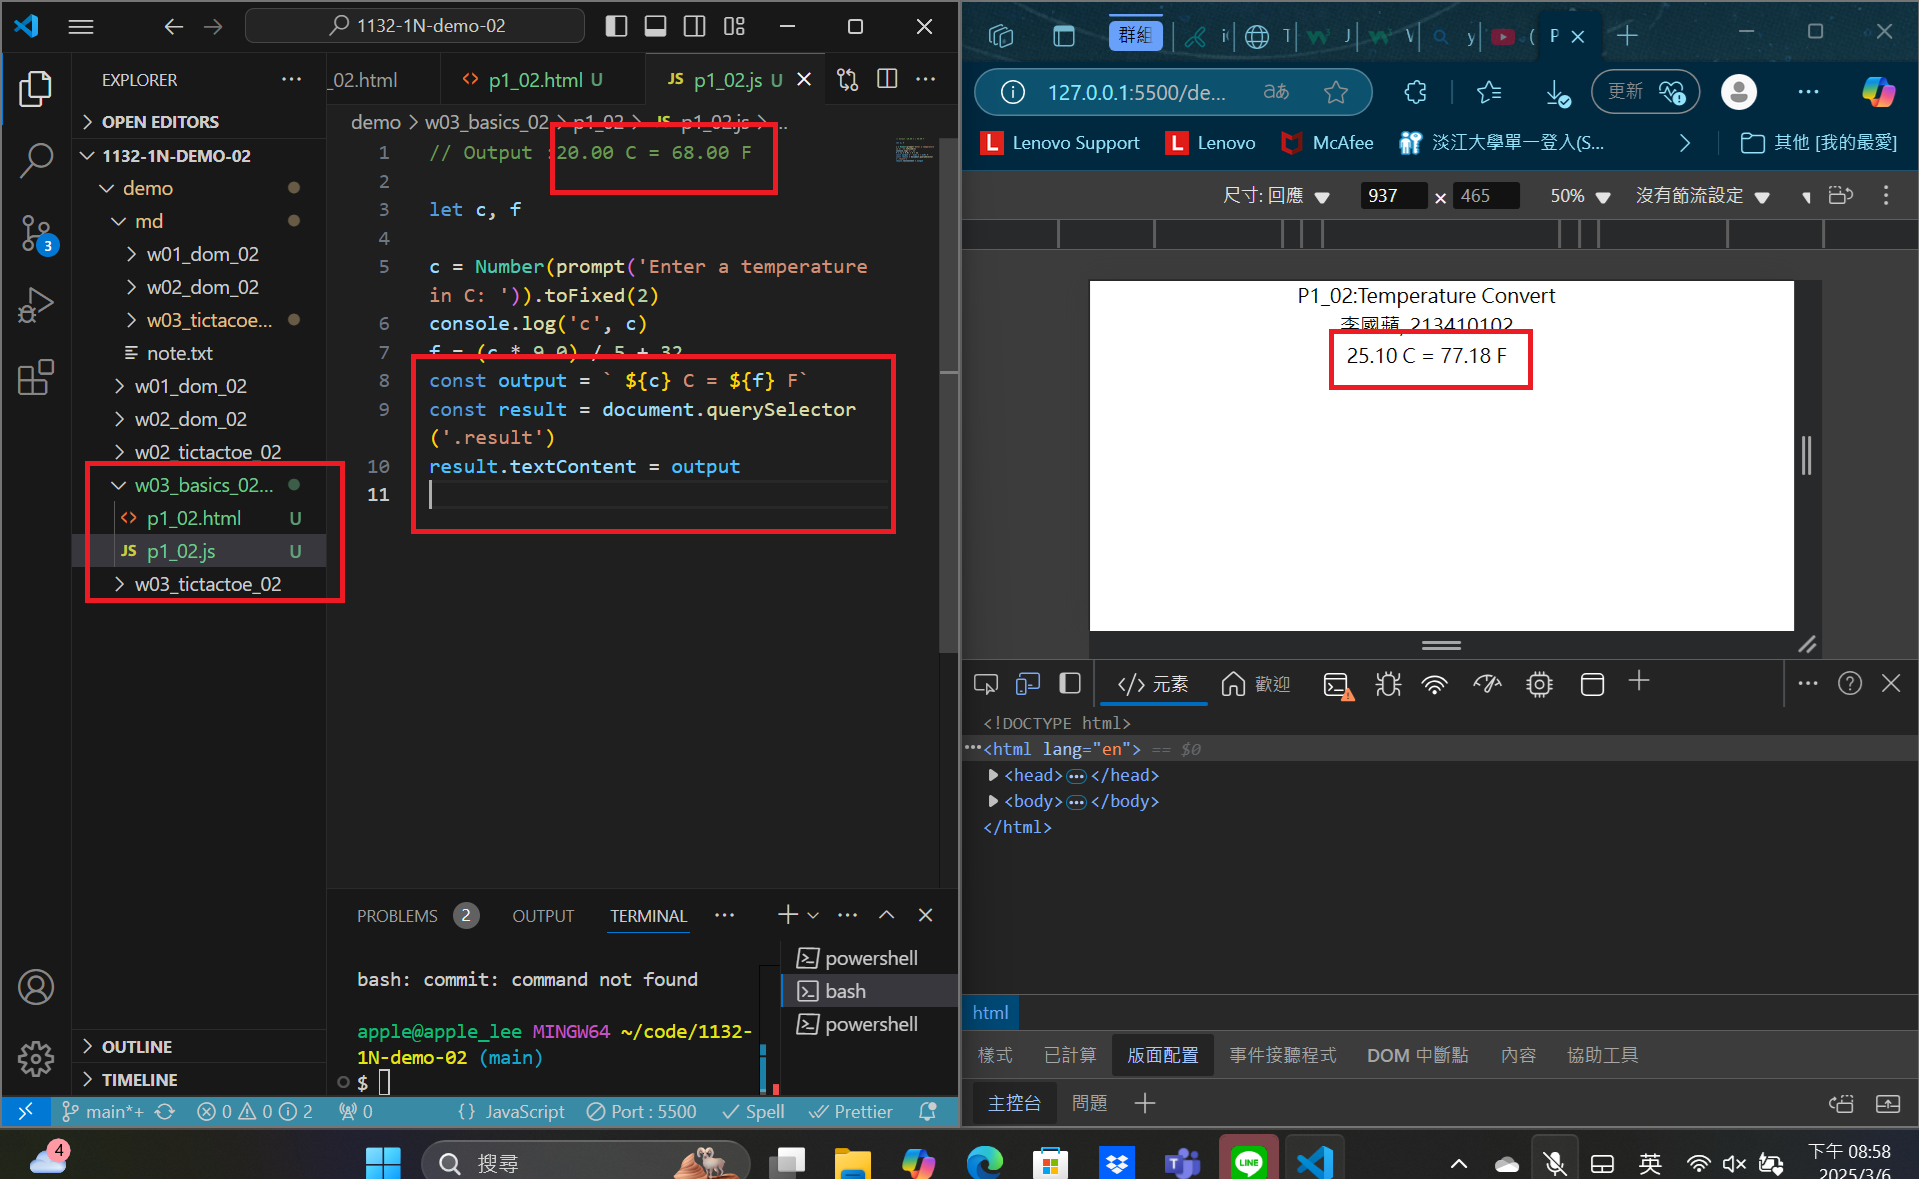 1132-1N-demo-02
EXPLORER
OPEN EDITORS
1132-1N-DEMO-02
demo
md
w01_dom_02
w02_dom_02
w03_tictacoe...
note.txt
w01_dom_02
w02_dom_02
w02_tictactoe_02
w03_basics_02...
p1_02.html U
JS p1_02.js U
w03_tictactoe_02
OUTLINE
TIMELINE
_02.html
p1_02.html U
JS p1_02.js U
demo > w03_basics_02 > p1_02 > JS p1_02.js > ...
1 // Output :20.00 C = 68.00 F
2
3 let c, f
4
5 c = Number(prompt('Enter a temperature
in C: ')).toFixed(2)
6 console.log('c', c)
7 f = (c * 9.0) / 5 + 32
8 const output = ` ${c} C = ${f} F`
9 const result = document.querySelector
('.result')
10 result.textContent = output
11
PROBLEMS 2 OUTPUT TERMINAL
bash: commit: command not found
apple@apple_lee MINGW64 ~/code/1132-
1N-demo-02 (main)
$
powershell
bash
powershell
3
main*+ 0 0 2 0 {} JavaScript Port : 5500 Spell Prettier
群組
127.0.0.1:5500/de...
更新
Lenovo Support
Lenovo
McAfee
淡江大學單一登入(S...
其他 [我的最愛]
尺寸: 回應 937 × 465 50% 沒有節流設定
P1_02:Temperature Convert
李國蘋, 213410102
25.10 C = 77.18 F
元素 歡迎
<!DOCTYPE html>
<html lang="en"> == $0
<head>•••</head>
<body>•••</body>
</html>
html
樣式 已計算 版面配置 事件接聽程式 DOM 中斷點 內容 協助工具
主控台 問題
4
搜尋
LINE
英
下午 08:58
2025/3/6